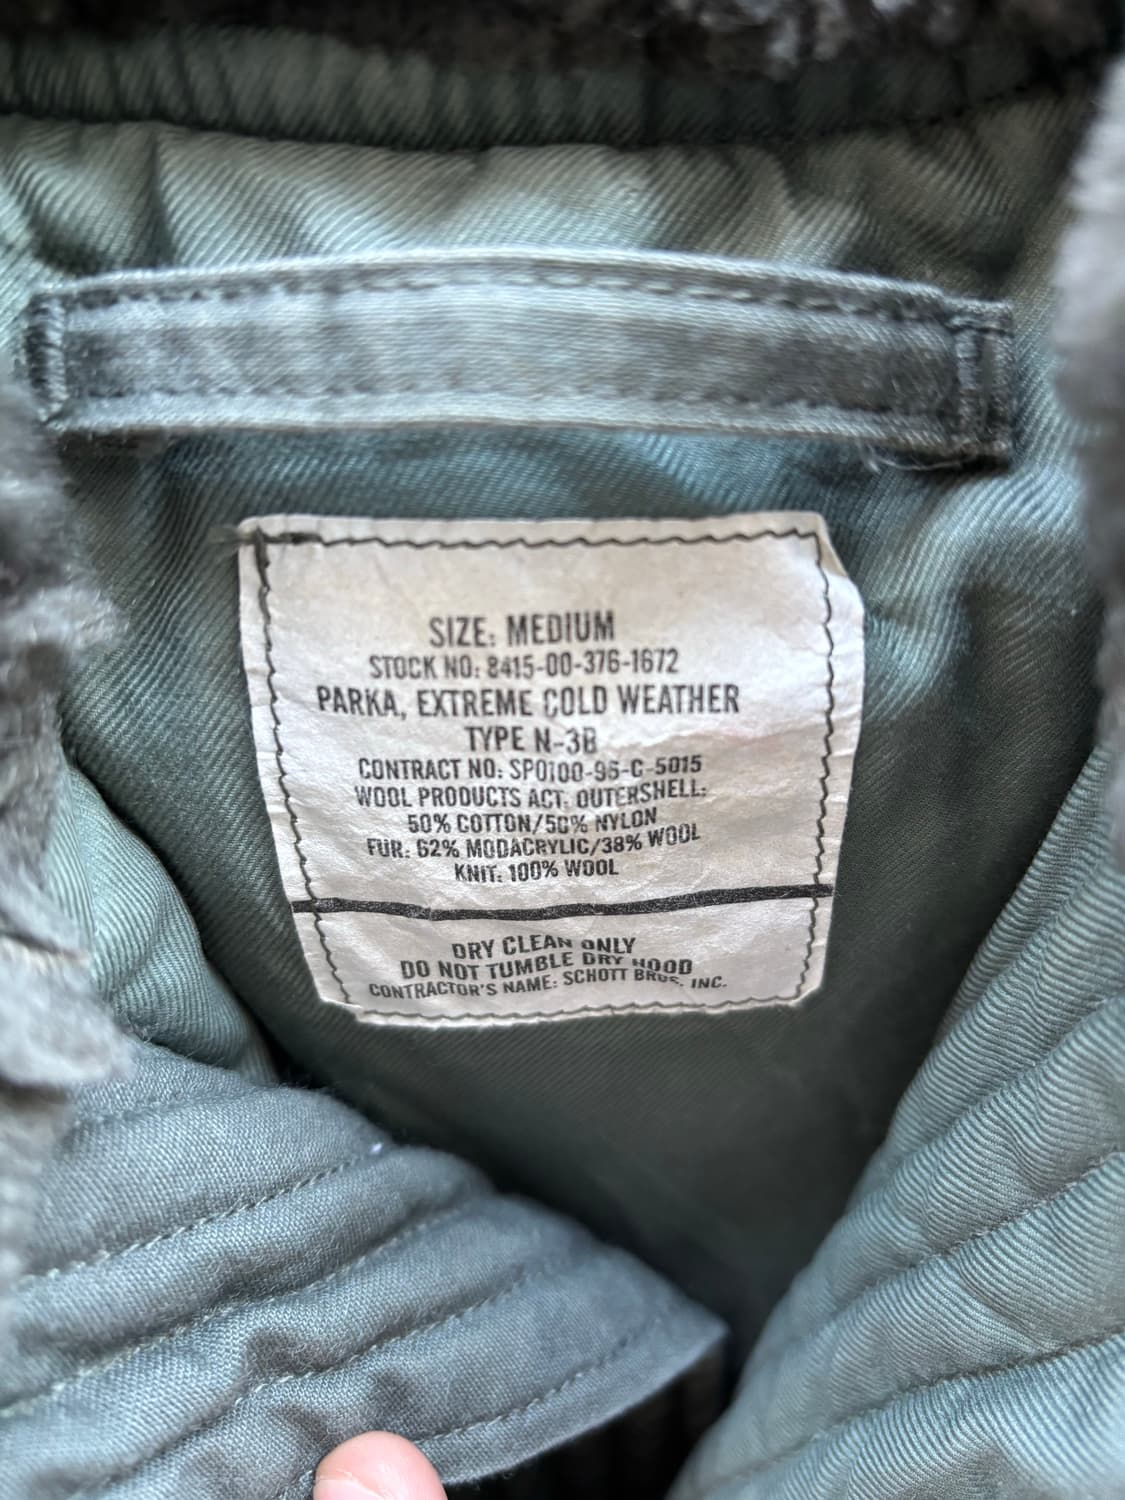 SIZE: MEDIUM
STOCK NO: 8415-00-376-1672
PARKA, EXTREME COLD WEATHER
TYPE N-3B
CONTRACT NO: SPO100-95-C-5015
WOOL PRODUCTS ACT: OUTERSHELL:
50% COTTON/50% NYLON
FUR: 62% MODACRYLIC/38% WOOL
KNIT: 100% WOOL
DRY CLEAN ONLY
DO NOT TUMBLE DRY HOOD
CONTRACTOR'S NAME: SCHOTT BROS. INC.